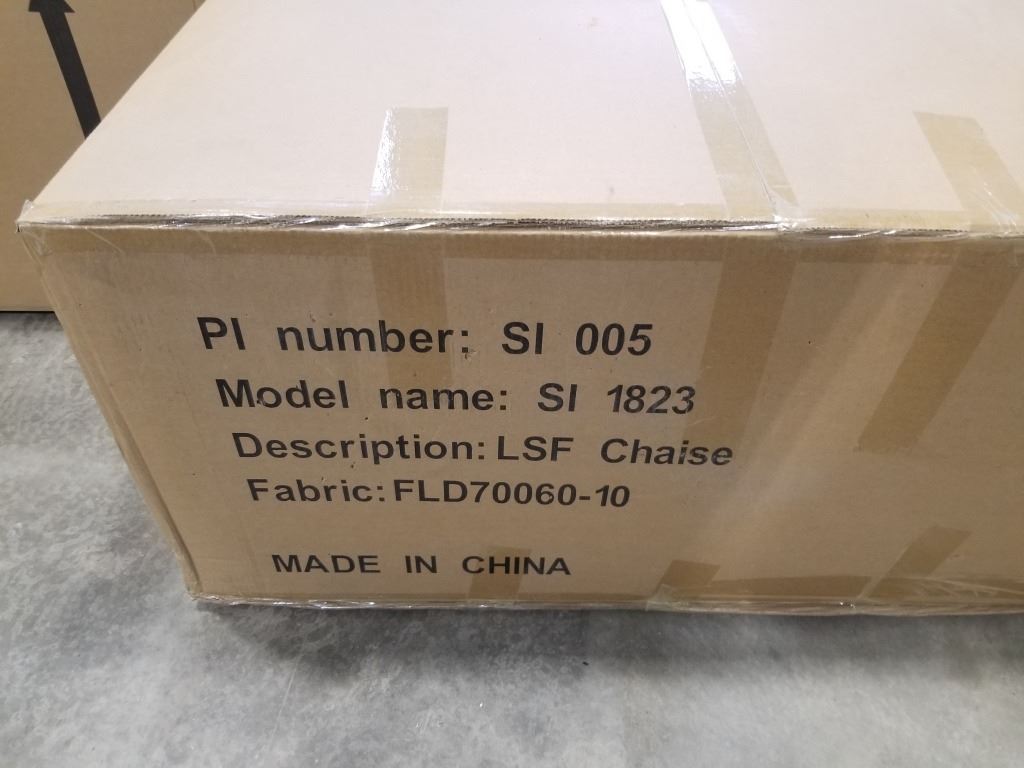 PI number: SI 005
Model name: SI 1823
Description: LSF Chaise
Fabric: FLD70060-10
MADE IN CHINA